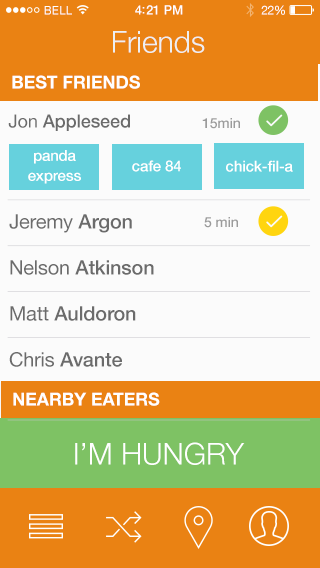 BELL 4:21 PM 22%
Friends
BEST FRIENDS
Jon Appleseed 15min
panda express cafe 84 chick-fil-a
Jeremy Argon 5 min
Nelson Atkinson
Matt Auldoron
Chris Avante
NEARBY EATERS
I'M HUNGRY